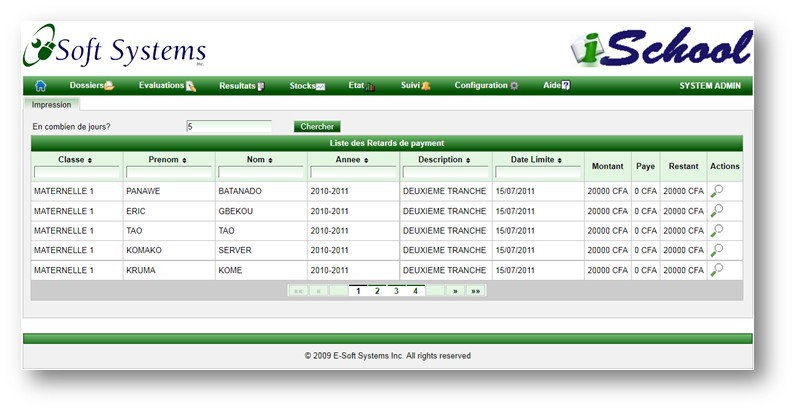 eSoft Systems Inc.
iSchool
Dossiers Evaluations Resultats Stocks Etat Suivi Configuration Aide SYSTEM ADMIN
Impression
En combien de jours? 5 Chercher
Liste des Retards de payment
Classe Prenom Nom Annee Description Date Limite Montant Paye Restant Actions
MATERNELLE 1 PANAWE BATANADO 2010-2011 DEUXIEME TRANCHE 15/07/2011 20000 CFA 0 CFA 20000 CFA
MATERNELLE 1 ERIC GBEKOU 2010-2011 DEUXIEME TRANCHE 15/07/2011 20000 CFA 0 CFA 20000 CFA
MATERNELLE 1 TAO TAO 2010-2011 DEUXIEME TRANCHE 15/07/2011 20000 CFA 0 CFA 20000 CFA
MATERNELLE 1 KOMAKO SERVER 2010-2011 DEUXIEME TRANCHE 15/07/2011 20000 CFA 0 CFA 20000 CFA
MATERNELLE 1 KRUMA KOME 2010-2011 DEUXIEME TRANCHE 15/07/2011 20000 CFA 0 CFA 20000 CFA
«« « 1 2 3 4 » »»
© 2009 E-Soft Systems Inc. All rights reserved